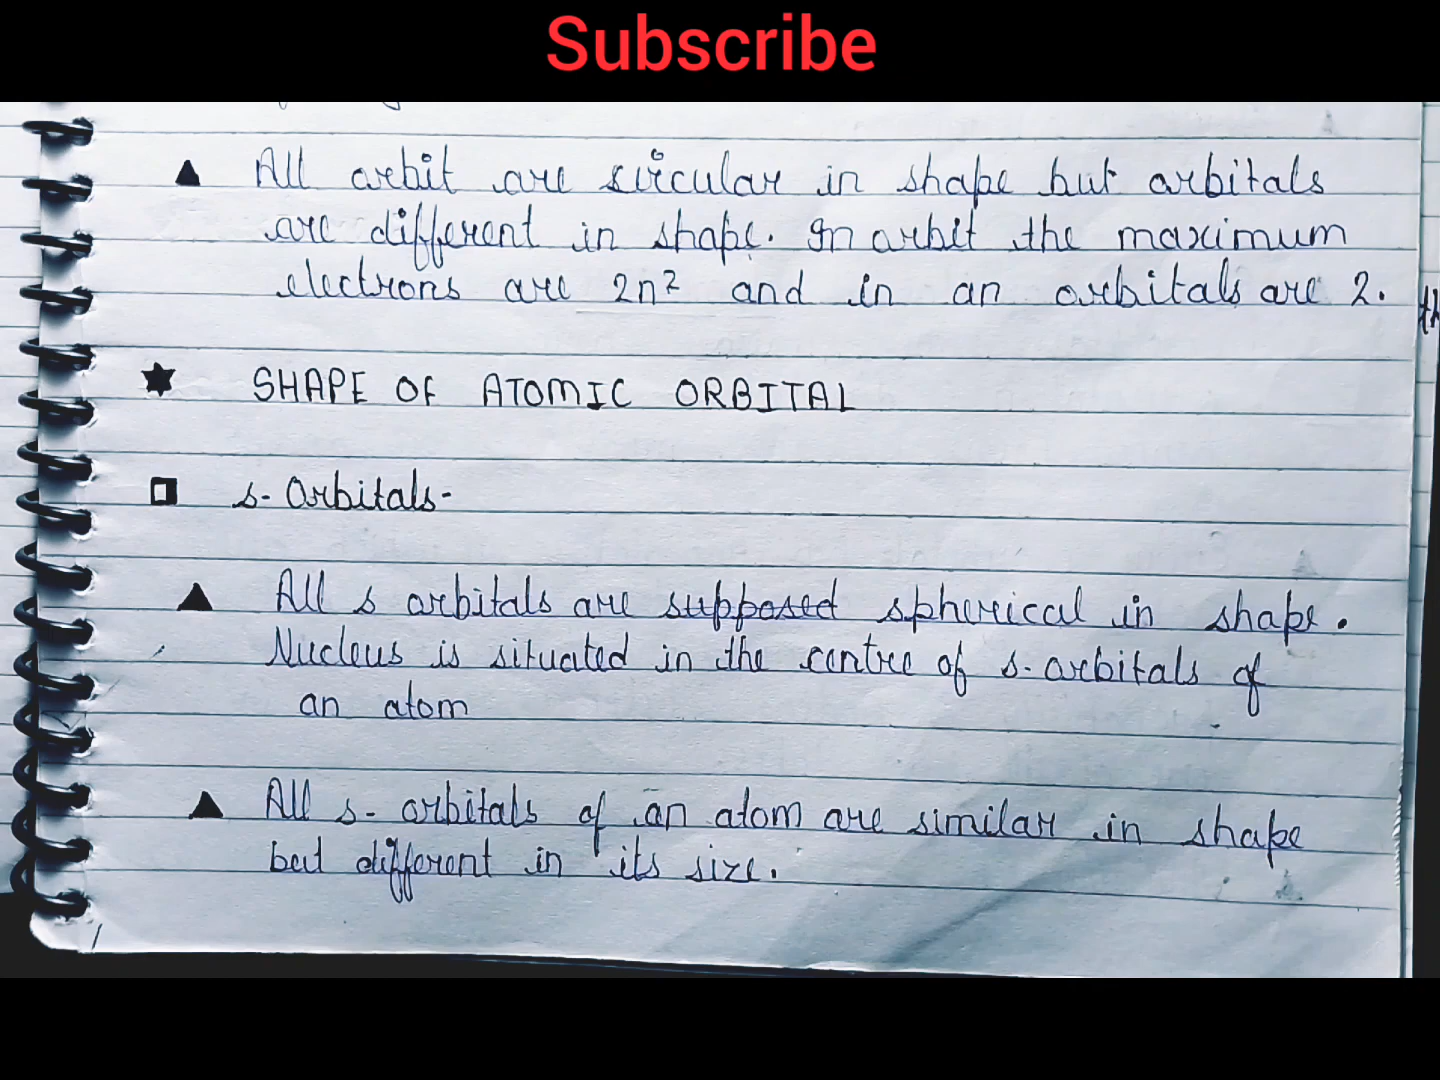 Subscribe
▲ All orbit are sircular in shape but orbitals
are different in shape. In orbit the maximum
electrons are 2n² and in an orbitals are 2.
★ SHAPE OF ATOMIC ORBITAL
s- Orbitals-
▲ All s orbitals are supposed spherical in shape.
Nucleus is situated in the centre of s-orbitals of
an atom
▲ All s- orbitals of an atom are similar in shape
but different in its size.